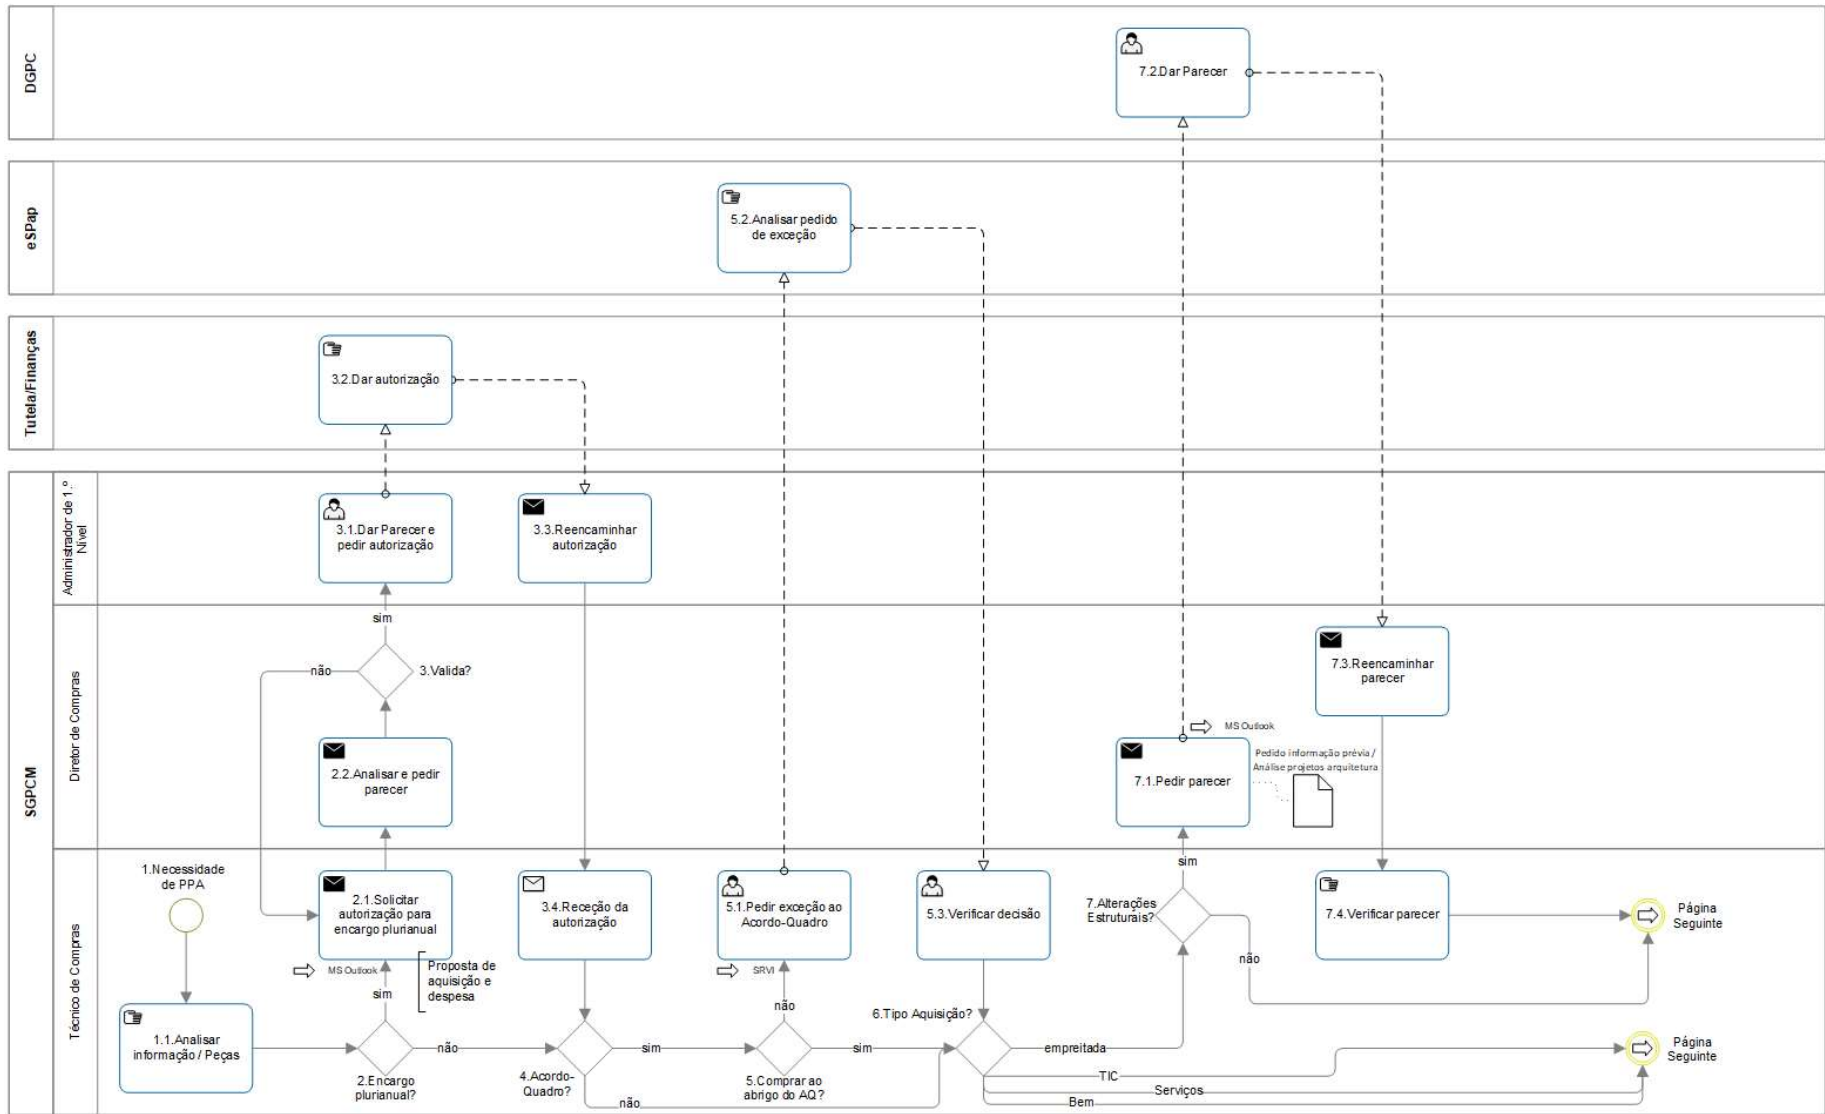 DGPC
7.2.Dar Parecer
eSPap
5.2.Analisar pedido
de exceção
Tutela/Finanças
3.2.Dar autorização
SGPCM
Administrador de 1.º
Nível
3.1.Dar Parecer e
pedir autorização
3.3.Reencaminhar
autorização
Diretor de Compras
sim
não
3.Valida?
2.2.Analisar e pedir
parecer
7.3.Reencaminhar
parecer
MS Outlook
7.1.Pedir parecer
Pedido informação prévia /
Análise projetos arquitetura
Técnico de Compras
1.Necessidade
de PPA
2.1.Solicitar
autorização para
encargo plurianual
MS Outlook
Proposta de
aquisição e
despesa
sim
3.4.Receção da
autorização
5.1.Pedir exceção ao
Acordo-Quadro
SRVI
não
5.3.Verificar decisão
sim
7.Alterações
Estruturais?
não
7.4.Verificar parecer
Página
Seguinte
1.1.Analisar
informação / Peças
2.Encargo
plurianual?
não
4.Acordo-
Quadro?
sim
não
5.Comprar ao
abrigo do AQ?
sim
6.Tipo Aquisição?
empreitada
TIC
Serviços
Bem
Página
Seguinte